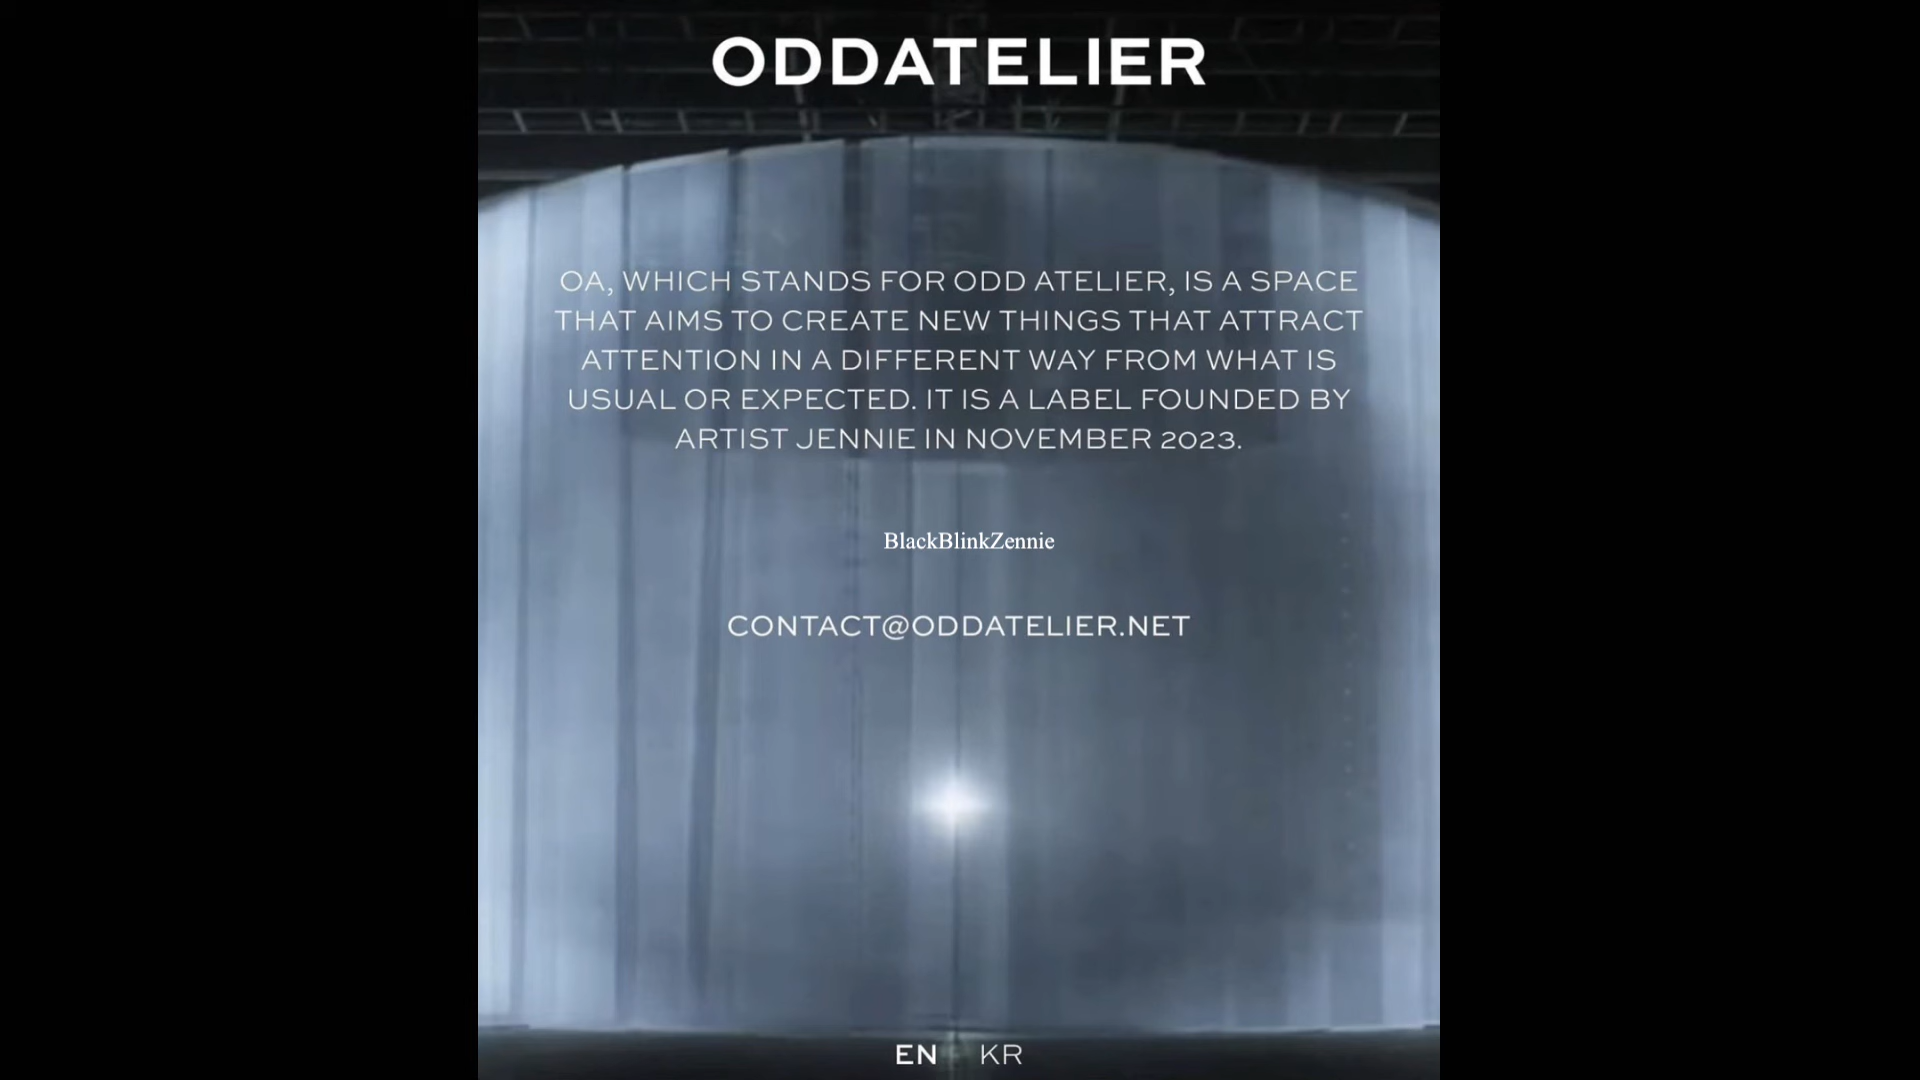 ODDATELIER
OA, WHICH STANDS FOR ODD ATELIER, IS A SPACE
THAT AIMS TO CREATE NEW THINGS THAT ATTRACT
ATTENTION IN A DIFFERENT WAY FROM WHAT IS
USUAL OR EXPECTED. IT IS A LABEL FOUNDED BY
ARTIST JENNIE IN NOVEMBER 2023.
BlackBlinkZennie
CONTACT@ODDATELIER.NET
EN KR